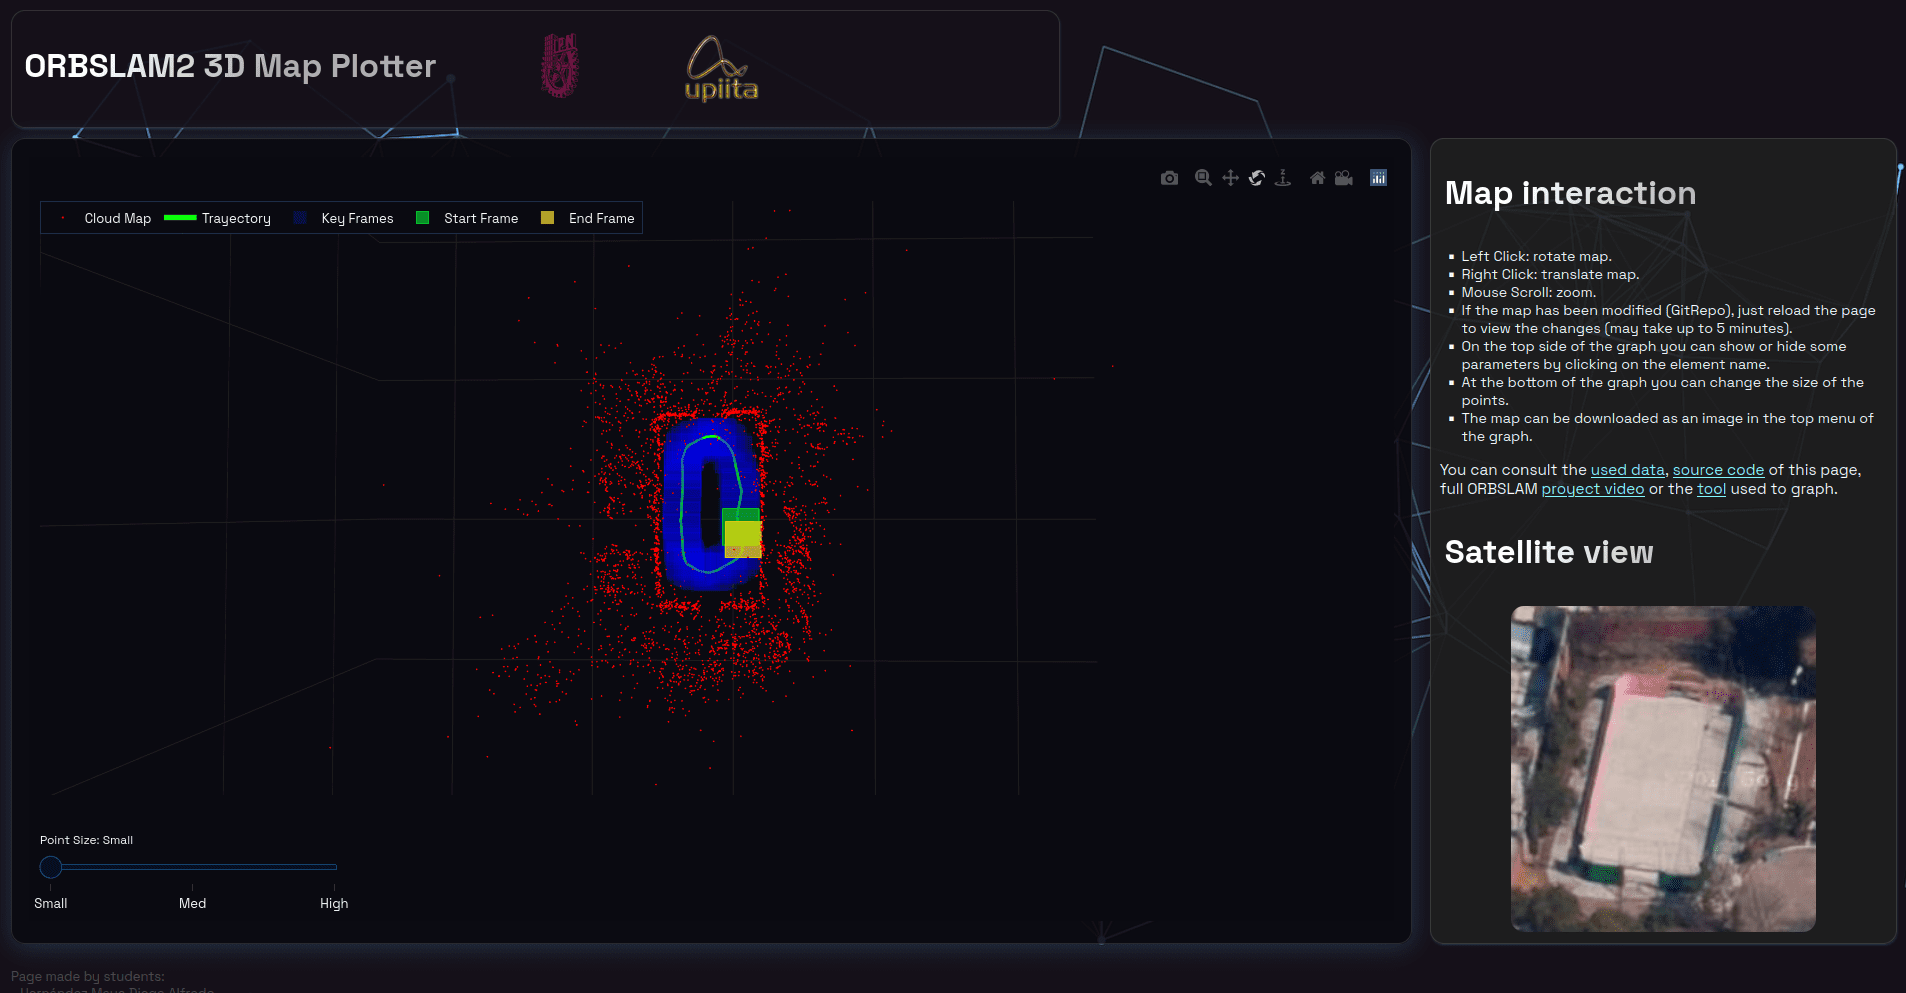 ORBSLAM2 3D Map Plotter
IPN
upiita
Cloud Map
Trayectory
Key Frames
Start Frame
End Frame
Point Size: Small
Small
Med
High
Map interaction
Left Click: rotate map.
Right Click: translate map.
Mouse Scroll: zoom.
If the map has been modified (GitRepo), just reload the page
to view the changes (may take up to 5 minutes).
On the top side of the graph you can show or hide some
parameters by clicking on the element name.
At the bottom of the graph you can change the size of the
points.
The map can be downloaded as an image in the top menu of
the graph.
You can consult the used data, source code of this page,
full ORBSLAM proyect video or the tool used to graph.
Satellite view
Page made by students:
Hernández Moya Diego Alfredo